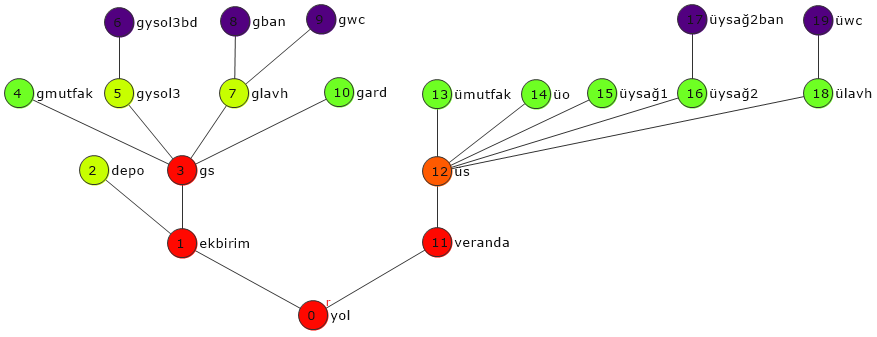 6 gysol3bd
8 gban
9 gwc
17 üysağ2ban
19 üwc
4 gmutfak
5 gysol3
7 glavh
10 gard
13 ümutfak
14 üo
15 üysağ1
16 üysağ2
18 ülavh
2 depo
3 gs
12 üs
1 ekbirim
11 veranda
r
0 yol